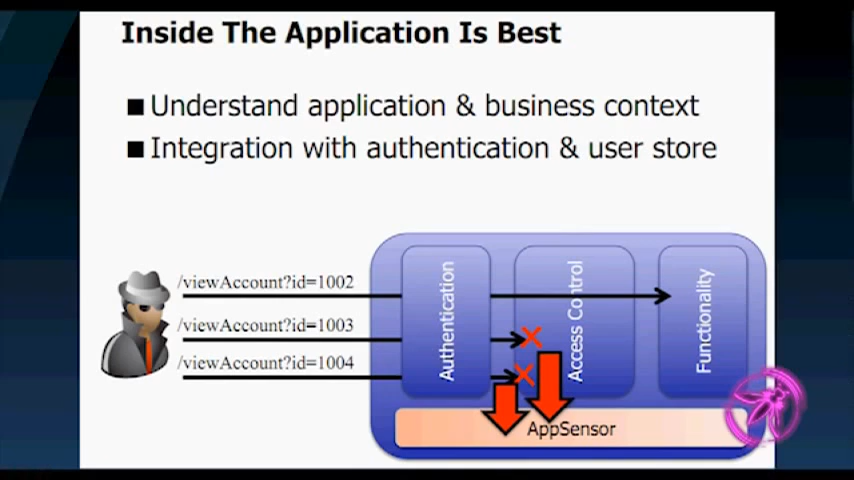 Inside The Application Is Best
Understand application & business context
Integration with authentication & user store
/viewAccount?id=1002
/viewAccount?id=1003
/viewAccount?id=1004
Authentication
Access Control
Functionality
AppSensor